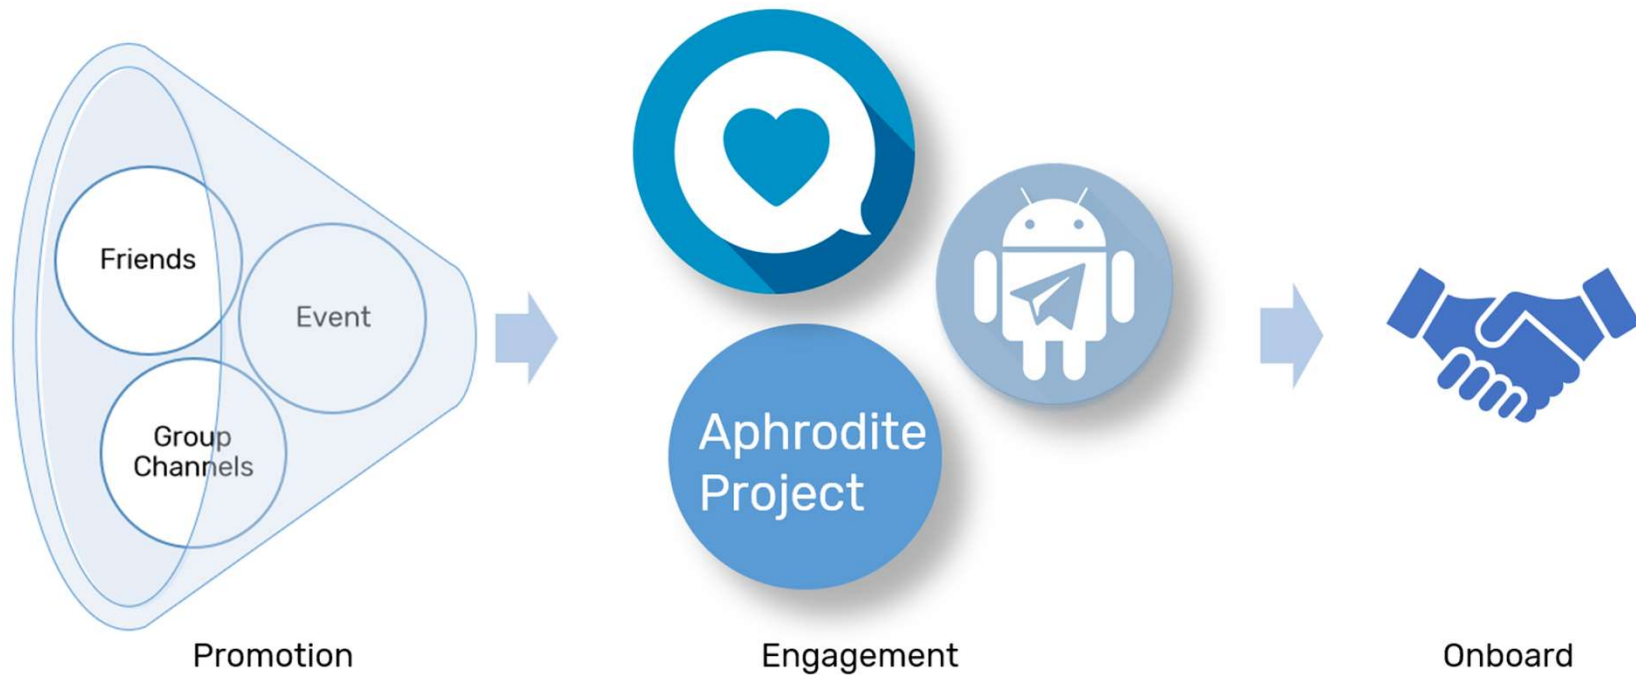 Friends
Event
Group
Channels
Aphrodite
Project
Promotion
Engagement
Onboard